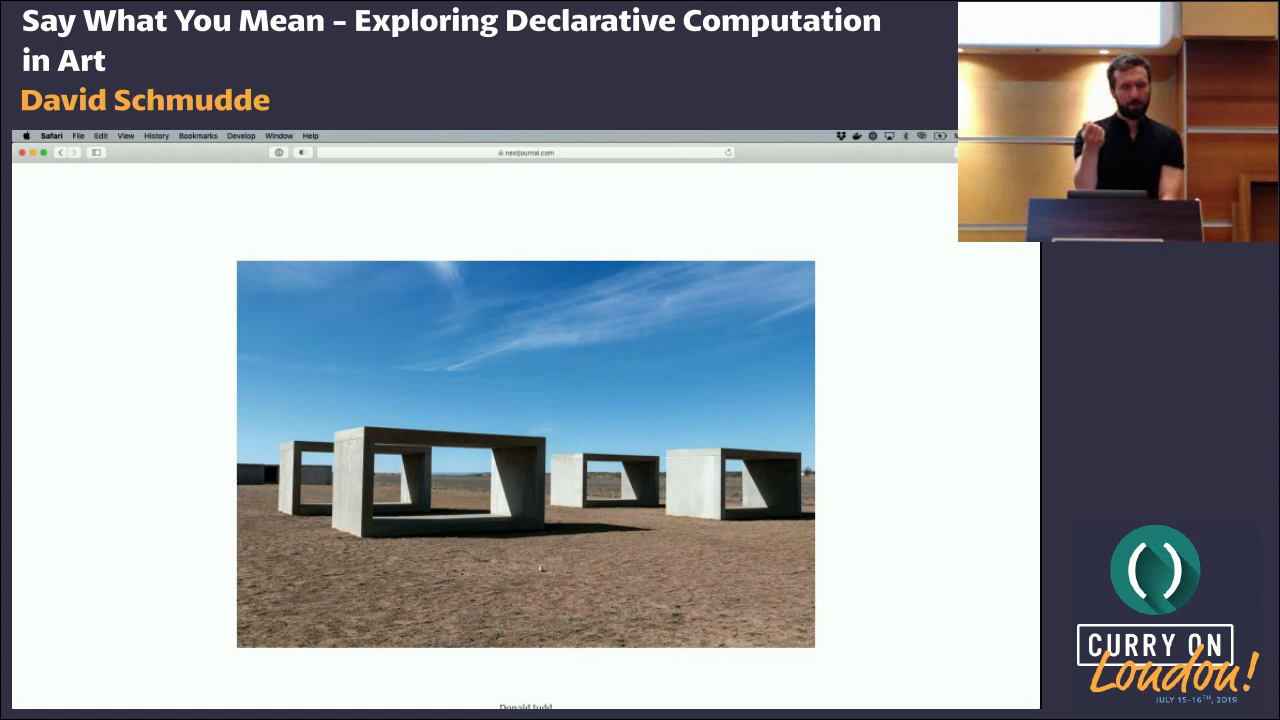 Say What You Mean – Exploring Declarative Computation
in Art
David Schmudde
Safari File Edit View History Bookmarks Develop Window Help
nextjournal.com
Donald Judd
CURRY ON
London!
JULY 15-16TH, 2019